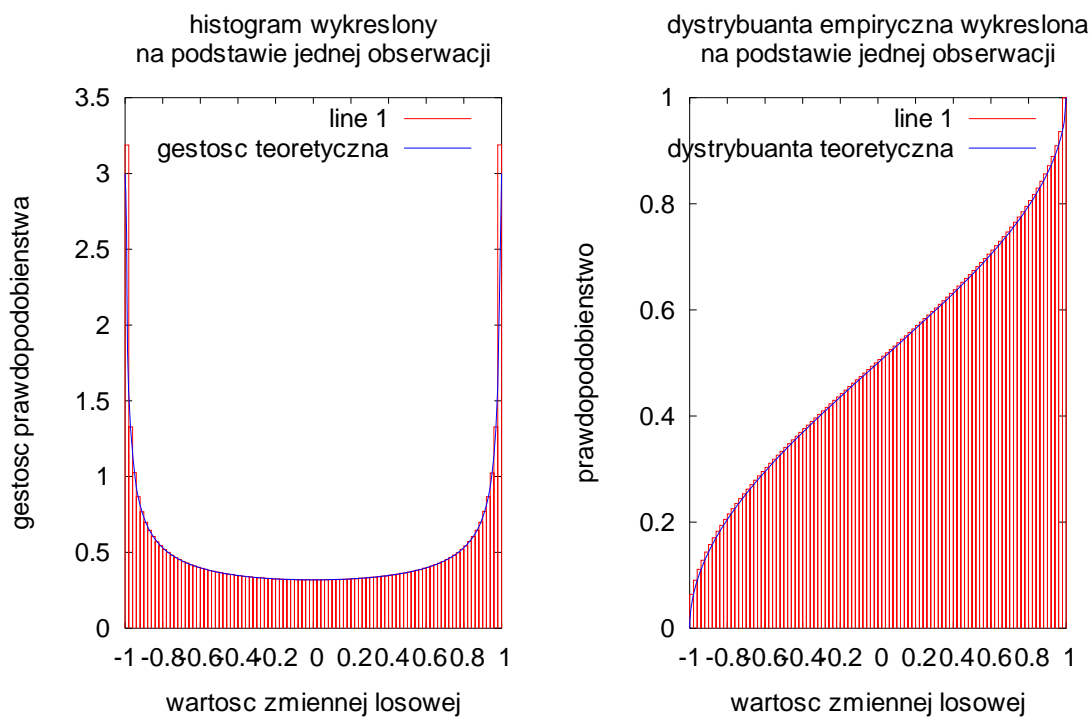 histogram wykreslony
na podstawie jednej obserwacji
3.5
3
2.5
2
1.5
1
0.5
0
gestosc prawdopodobienstwa
line 1
gestosc teoretyczna
-1 -0.8 -0.6 -0.4 -0.2 0 0.2 0.4 0.6 0.8 1
wartosc zmiennej losowej
dystrybuanta empiryczna wykreslona
na podstawie jednej obserwacji
1
0.8
0.6
0.4
0.2
0
prawdopodobienstwo
line 1
dystrybuanta teoretyczna
-1 -0.8 -0.6 -0.4 -0.2 0 0.2 0.4 0.6 0.8 1
wartosc zmiennej losowej